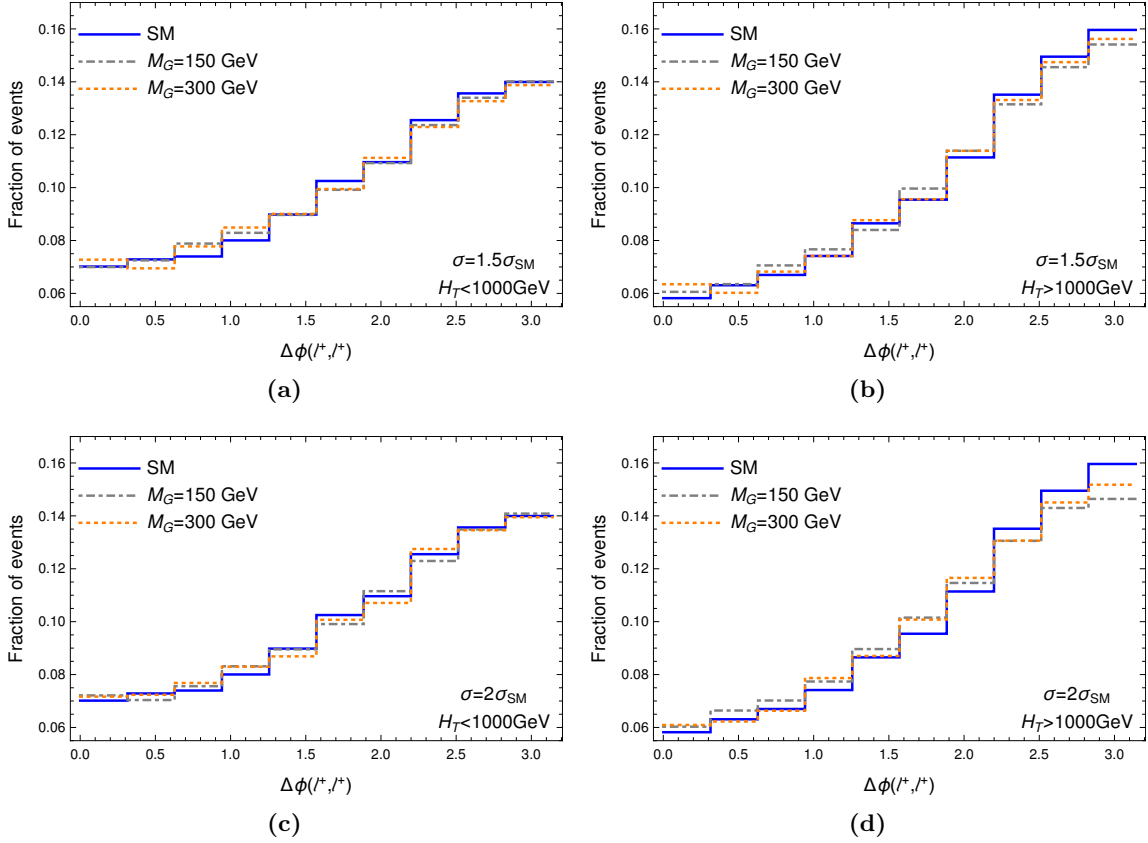 SM
M_G=150 GeV
M_G=300 GeV
σ=1.5σ_SM
H_T<1000GeV
Fraction of events
0.06
0.08
0.10
0.12
0.14
0.16
0.0 0.5 1.0 1.5 2.0 2.5 3.0
Δϕ(l⁺,l⁺)
(a)
SM
M_G=150 GeV
M_G=300 GeV
σ=1.5σ_SM
H_T>1000GeV
Fraction of events
0.06
0.08
0.10
0.12
0.14
0.16
0.0 0.5 1.0 1.5 2.0 2.5 3.0
Δϕ(l⁺,l⁺)
(b)
SM
M_G=150 GeV
M_G=300 GeV
σ=2σ_SM
H_T<1000GeV
Fraction of events
0.06
0.08
0.10
0.12
0.14
0.16
0.0 0.5 1.0 1.5 2.0 2.5 3.0
Δϕ(l⁺,l⁺)
(c)
SM
M_G=150 GeV
M_G=300 GeV
σ=2σ_SM
H_T>1000GeV
Fraction of events
0.06
0.08
0.10
0.12
0.14
0.16
0.0 0.5 1.0 1.5 2.0 2.5 3.0
Δϕ(l⁺,l⁺)
(d)